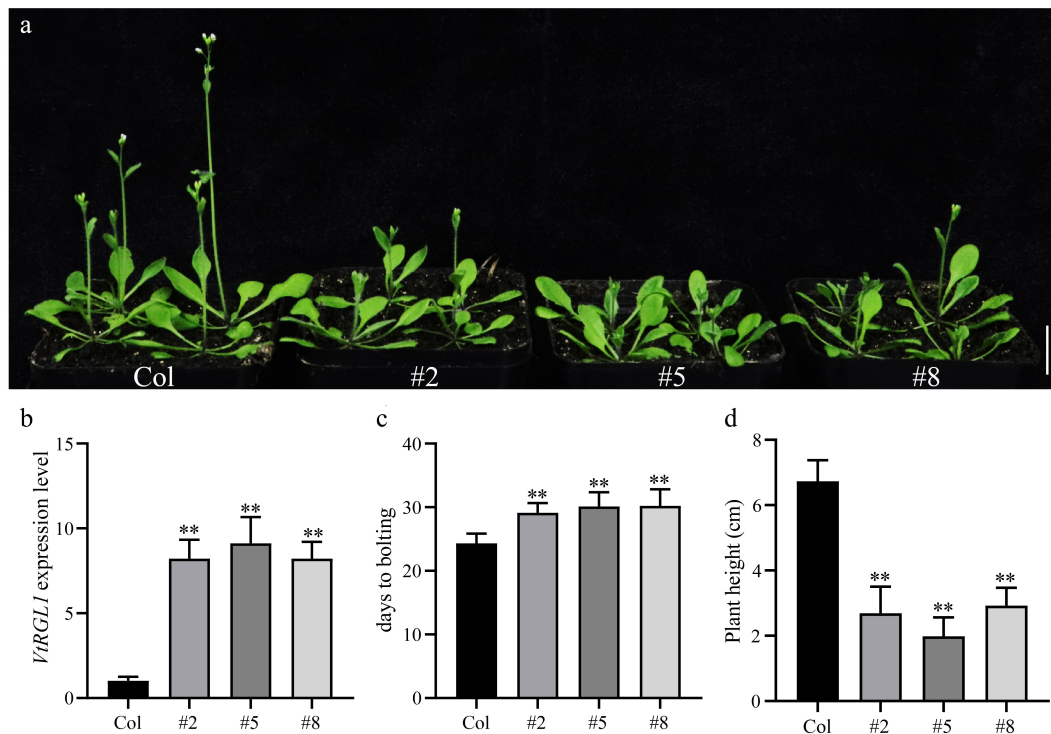 a
Col #2 #5 #8
b
VtRGL1 expression level
15
10
5
0
** ** **
Col #2 #5 #8
c
days to bolting
40
30
20
10
0
** ** **
Col #2 #5 #8
d
Plant height (cm)
8
6
4
2
0
** ** **
Col #2 #5 #8